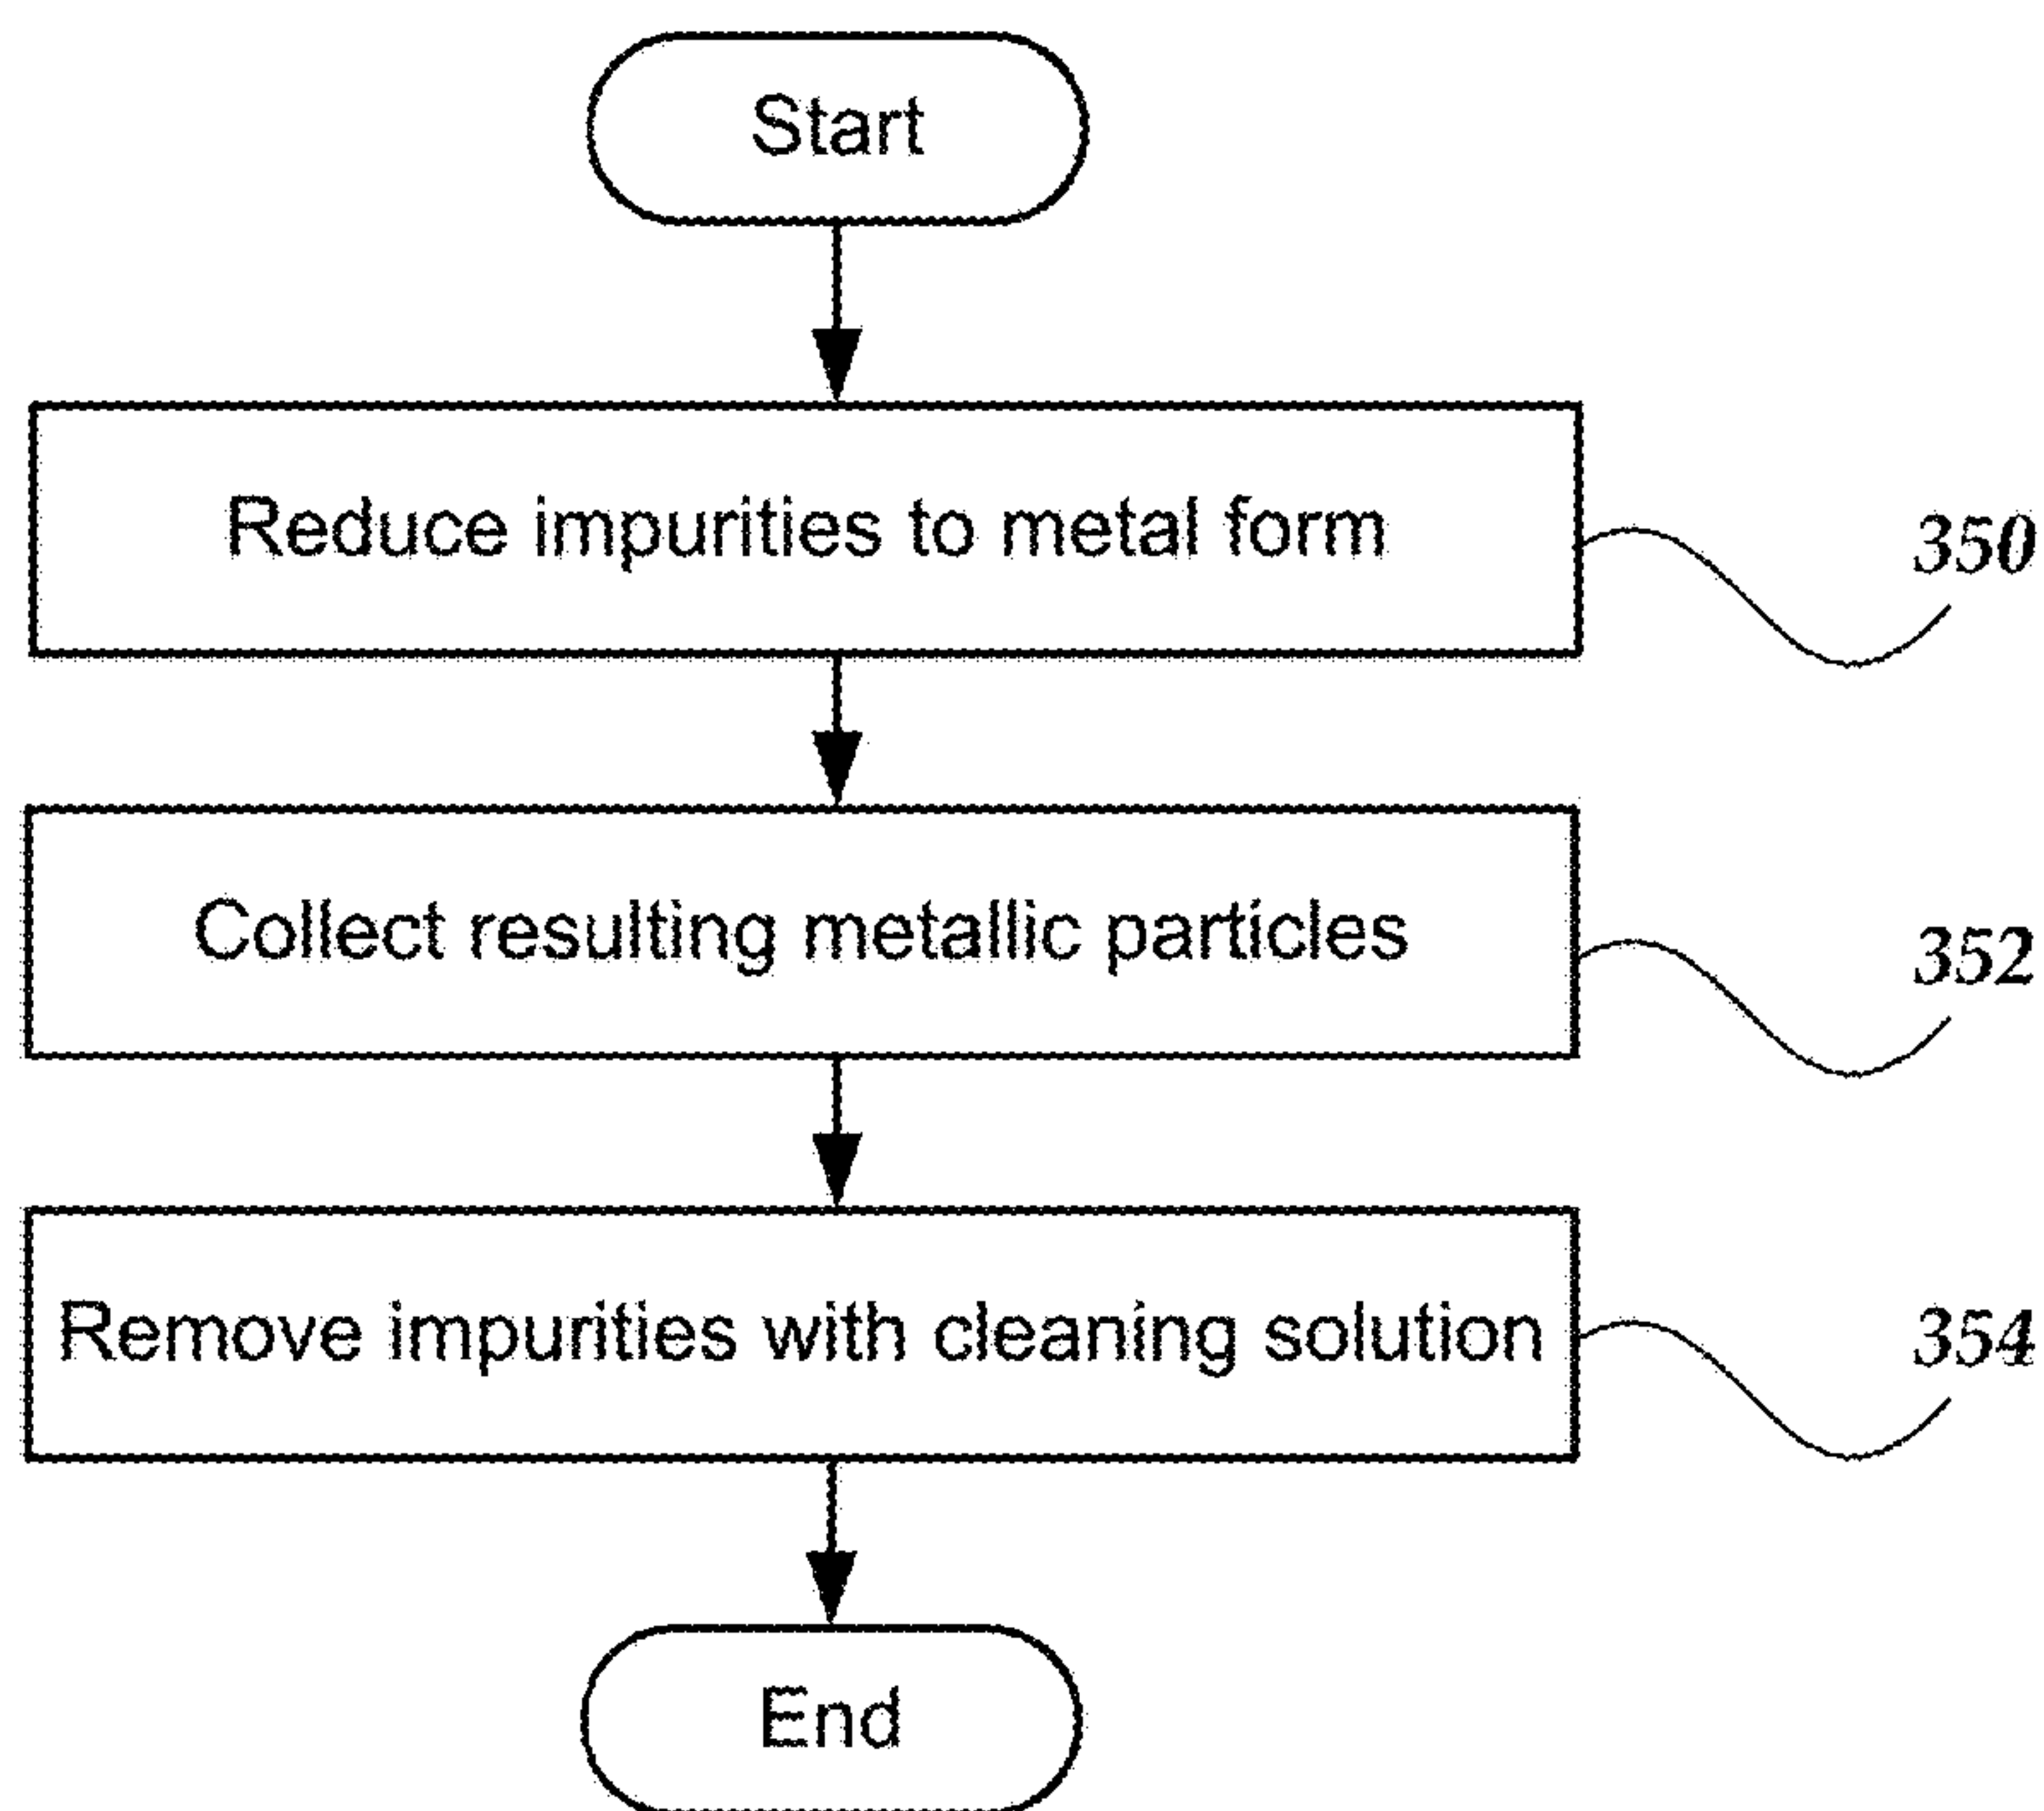 Start
Reduce impurities to metal form
350
Collect resulting metallic particles
352
Remove impurities with cleaning solution
354
End